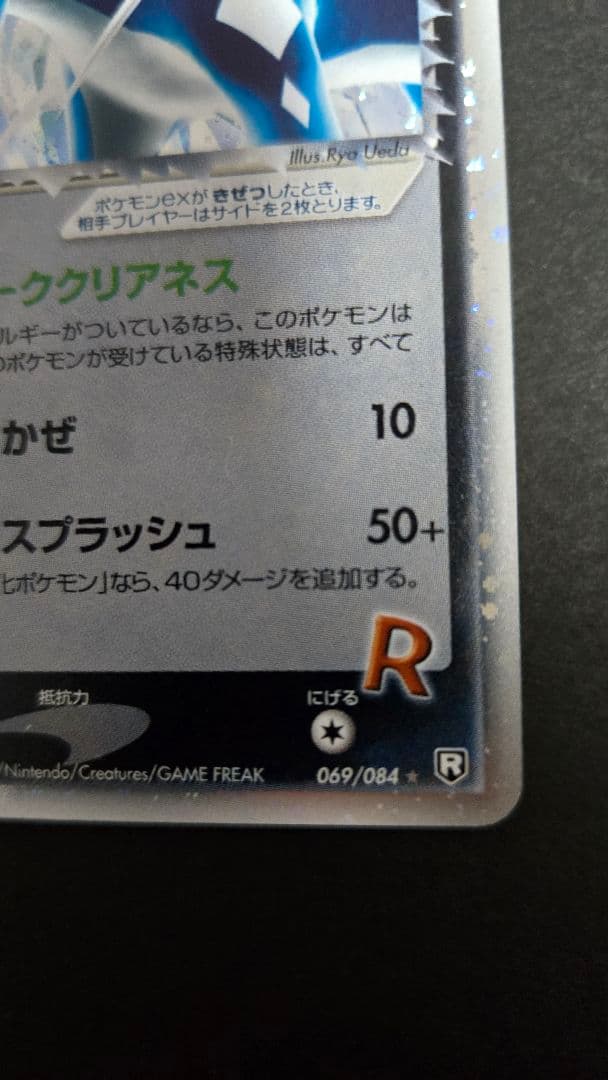 Illus.Ryo Ueda
ポケモンexが きぜつしたとき、
相手プレイヤーはサイドを2枚とります。
ーククリアネス
ルギーがついているなら、このポケモンは
のポケモンが受けている特殊状態は、すべて
かぜ 10
スプラッシュ 50+
化ポケモン」なら、40ダメージを追加する。
R
抵抗力 にげる
/Nintendo/Creatures/GAME FREAK 069/084 ★ R